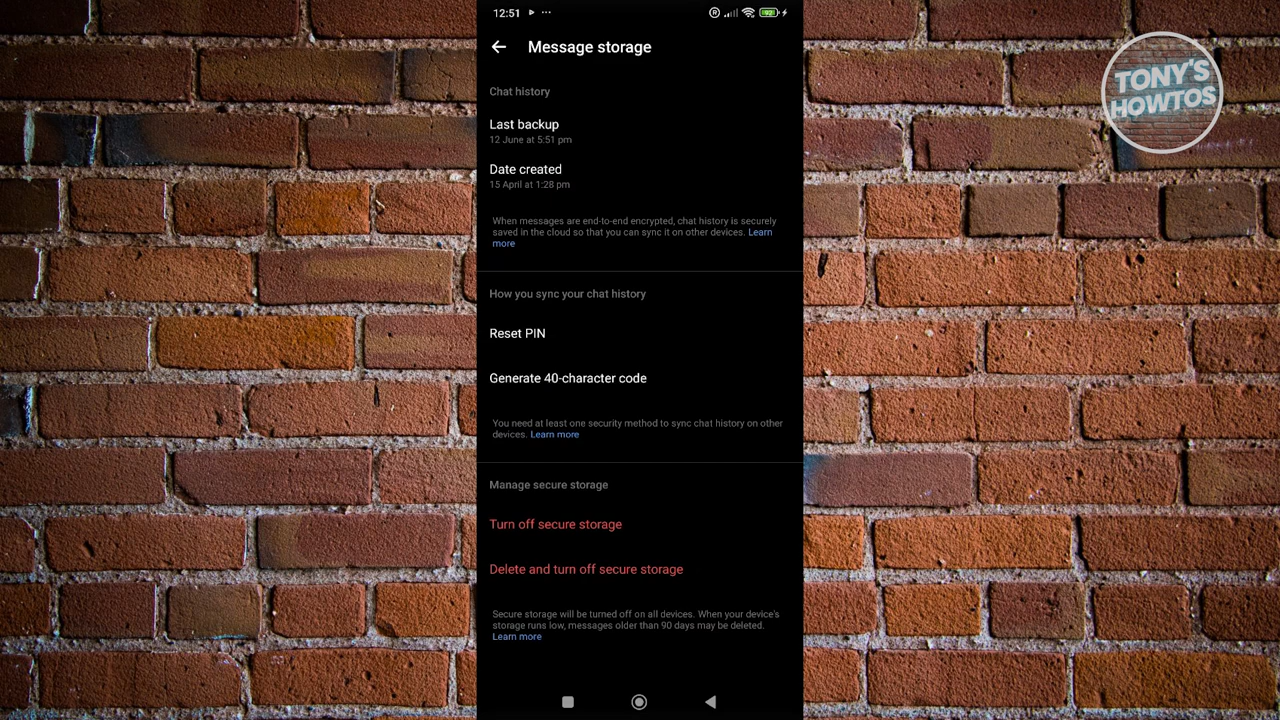 12:51
92
Message storage
TONY'S
HOWTOS
Chat history
Last backup
12 June at 5:51 pm
Date created
15 April at 1:28 pm
When messages are end-to-end encrypted, chat history is securely
saved in the cloud so that you can sync it on other devices. Learn
more
How you sync your chat history
Reset PIN
Generate 40-character code
You need at least one security method to sync chat history on other
devices. Learn more
Manage secure storage
Turn off secure storage
Delete and turn off secure storage
Secure storage will be turned off on all devices. When your device's
storage runs low, messages older than 90 days may be deleted.
Learn more